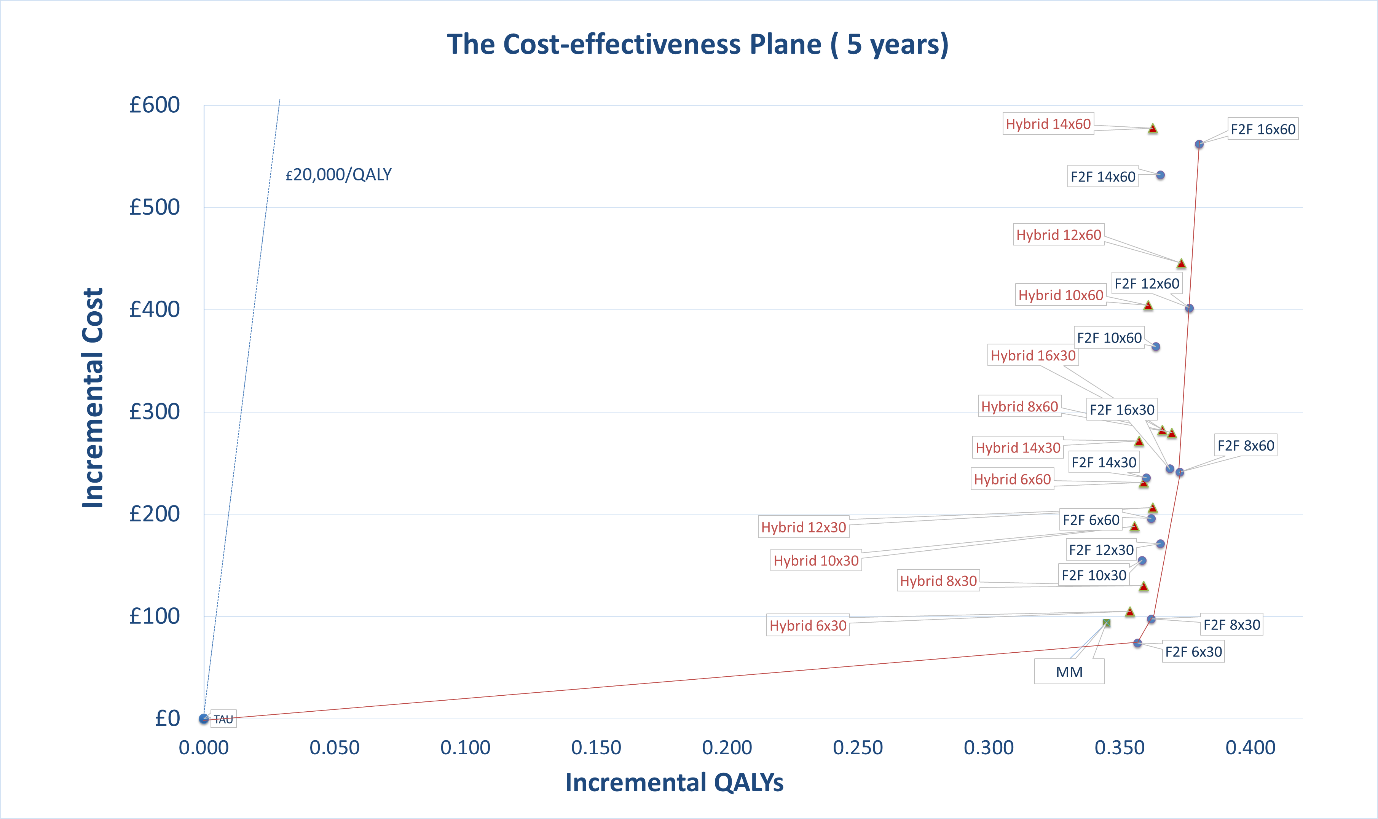 The Cost-effectiveness Plane ( 5 years)
£600
Hybrid 14x60
F2F 16x60
£20,000/QALY
F2F 14x60
£500
Hybrid 12x60
F2F 12x60
Hybrid 10x60
£400
F2F 10x60
Hybrid 16x30
Hybrid 8x60
F2F 16x30
£300
Hybrid 14x30
F2F 8x60
F2F 14x30
Hybrid 6x60
£200
Hybrid 12x30
F2F 6x60
F2F 12x30
Hybrid 10x30
F2F 10x30
Hybrid 8x30
£100
Hybrid 6x30
F2F 8x30
F2F 6x30
MM
£0
TAU
0.000 0.050 0.100 0.150 0.200 0.250 0.300 0.350 0.400
Incremental QALYs
Incremental Cost